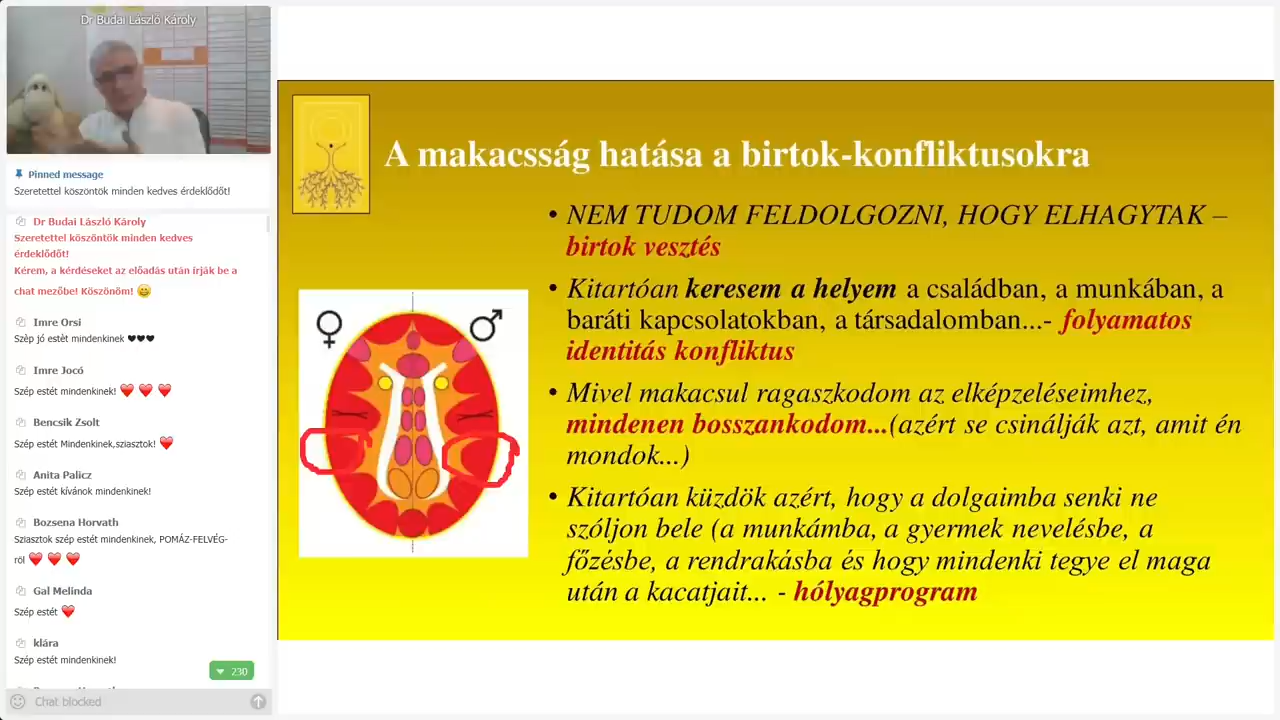 Dr Budai László Károly
Pinned message
Szeretettel köszöntök minden kedves érdeklődőt!
Dr Budai László Károly
Szeretettel köszöntök minden kedves
érdeklődőt!
Kérem, a kérdéseket az előadás után írják be a
chat mezőbe! Köszönöm! 😄
Imre Orsi
Szèp jó estèt mindenkinek ♥♥♥
Imre Jocó
Szép estét mindenkinek! ❤️ ❤️ ❤️
Bencsik Zsolt
Szép estét Mindenkinek,sziasztok! ❤️
Anita Palicz
Szép estét kívánok mindenkinek!
Bozsena Horvath
Sziasztok szép estét mindenkinek, POMÁZ-FELVÉG-
ről ❤️ ❤️ ❤️
Gal Melinda
Szép estét ❤️
klára
Szép estét mindenkinek!
230
Chat blocked
A makacsság hatása a birtok-konfliktusokra
• NEM TUDOM FELDOLGOZNI, HOGY ELHAGYTAK –
birtok vesztés
• Kitartóan keresem a helyem a családban, a munkában, a
baráti kapcsolatokban, a társadalomban...- folyamatos
identitás konfliktus
• Mivel makacsul ragaszkodom az elképzeléseimhez,
mindenen bosszankodom...(azért se csinálják azt, amit én
mondok...)
• Kitartóan küzdök azért, hogy a dolgaimba senki ne
szóljon bele (a munkámba, a gyermek nevelésbe, a
főzésbe, a rendrakásba és hogy mindenki tegye el maga
után a kacatjait... - hólyagprogram